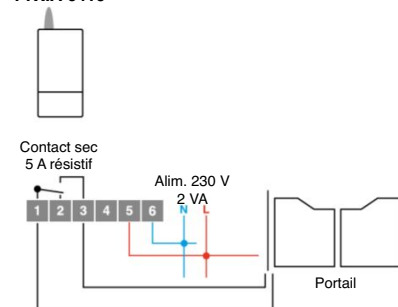 Contact sec
5 A résistif
Alim. 230 V
2 VA
N L
1 2 3 4 5 6
Portail